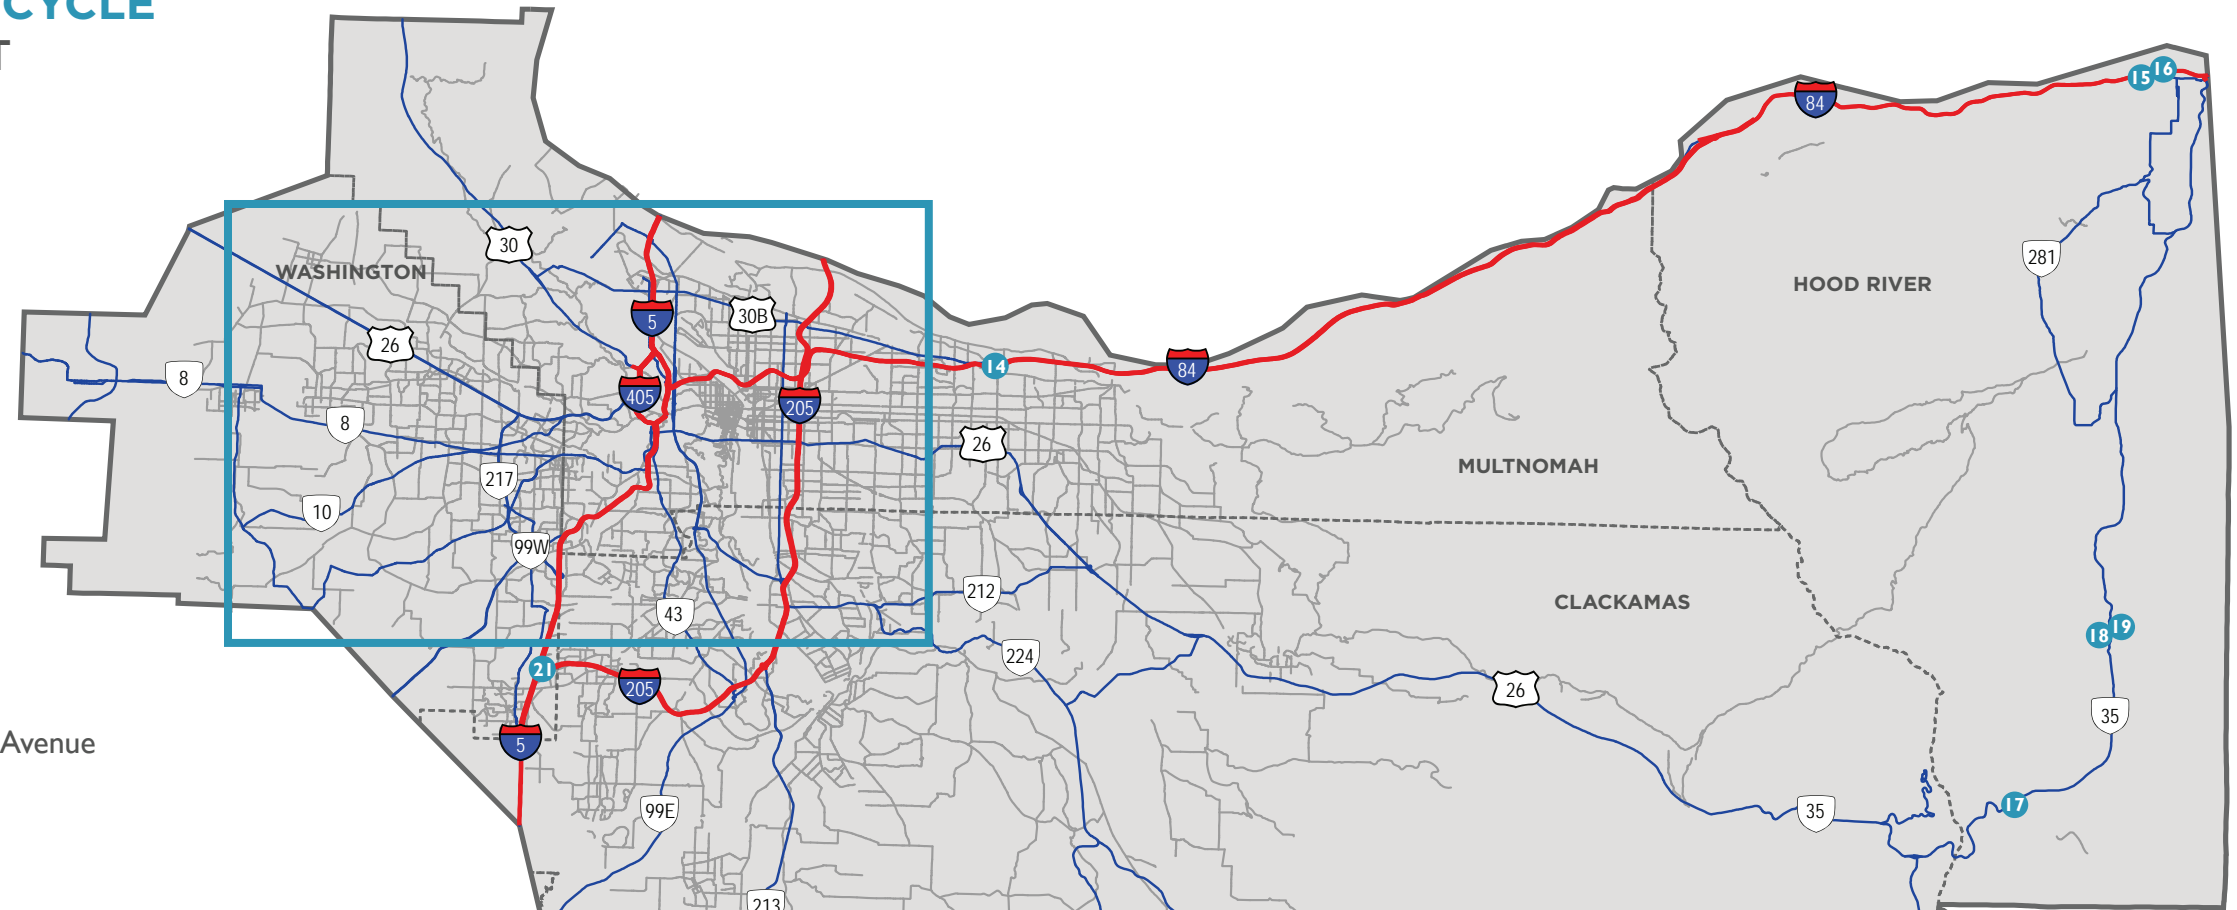 CYCLE
T
16
15
84
30
WASHINGTON
281
HOOD RIVER
5
30B
26
14
84
8
405
205
8
26
217
MULTNOMAH
10
99W
212
43
CLACKAMAS
19
18
224
21
205
26
35
5
Avenue
17
99E
35
213